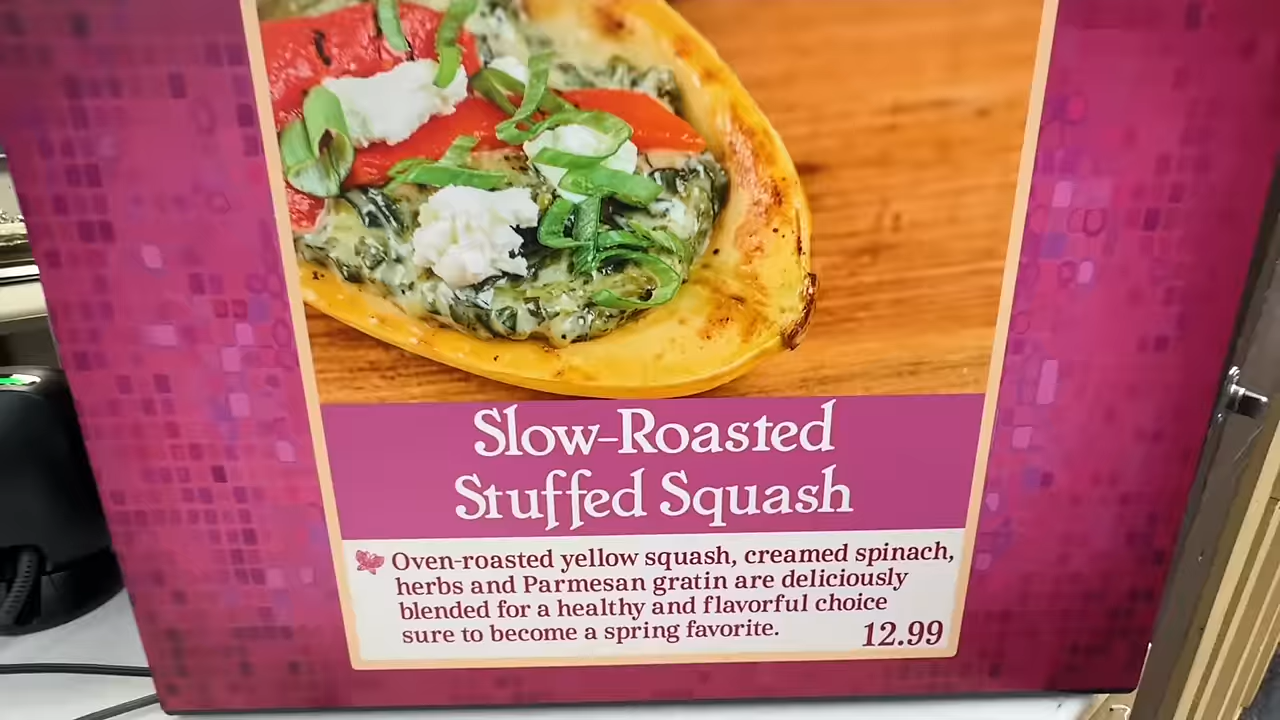 Slow-Roasted
Stuffed Squash
Oven-roasted yellow squash, creamed spinach,
herbs and Parmesan gratin are deliciously
blended for a healthy and flavorful choice
sure to become a spring favorite. 12.99